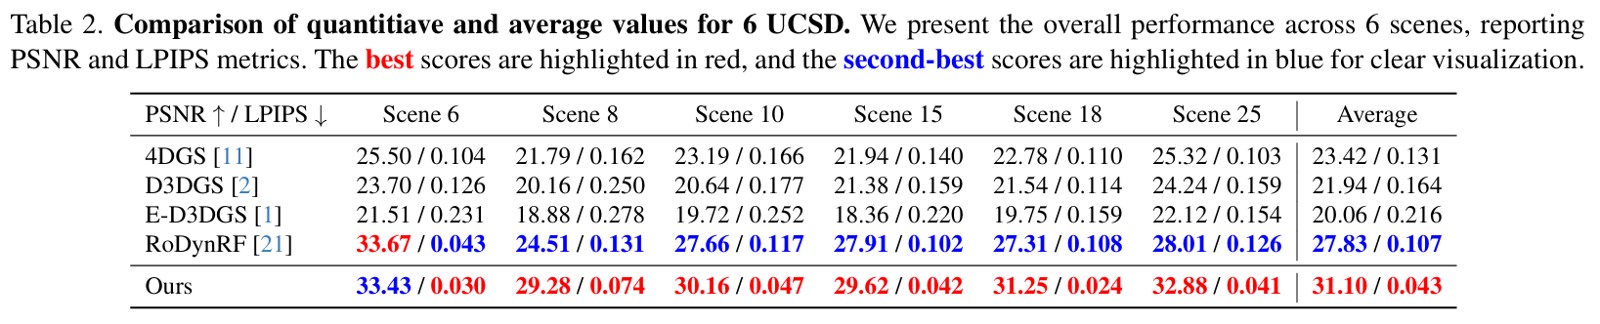 Table 2. Comparison of quantitiave and average values for 6 UCSD. We present the overall performance across 6 scenes, reporting
PSNR and LPIPS metrics. The best scores are highlighted in red, and the second-best scores are highlighted in blue for clear visualization.
PSNR ↑ / LPIPS ↓ Scene 6 Scene 8 Scene 10 Scene 15 Scene 18 Scene 25 Average
4DGS [11] 25.50 / 0.104 21.79 / 0.162 23.19 / 0.166 21.94 / 0.140 22.78 / 0.110 25.32 / 0.103 23.42 / 0.131
D3DGS [2] 23.70 / 0.126 20.16 / 0.250 20.64 / 0.177 21.38 / 0.159 21.54 / 0.114 24.24 / 0.159 21.94 / 0.164
E-D3DGS [1] 21.51 / 0.231 18.88 / 0.278 19.72 / 0.252 18.36 / 0.220 19.75 / 0.159 22.12 / 0.154 20.06 / 0.216
RoDynRF [21] 33.67 / 0.043 24.51 / 0.131 27.66 / 0.117 27.91 / 0.102 27.31 / 0.108 28.01 / 0.126 27.83 / 0.107
Ours 33.43 / 0.030 29.28 / 0.074 30.16 / 0.047 29.62 / 0.042 31.25 / 0.024 32.88 / 0.041 31.10 / 0.043